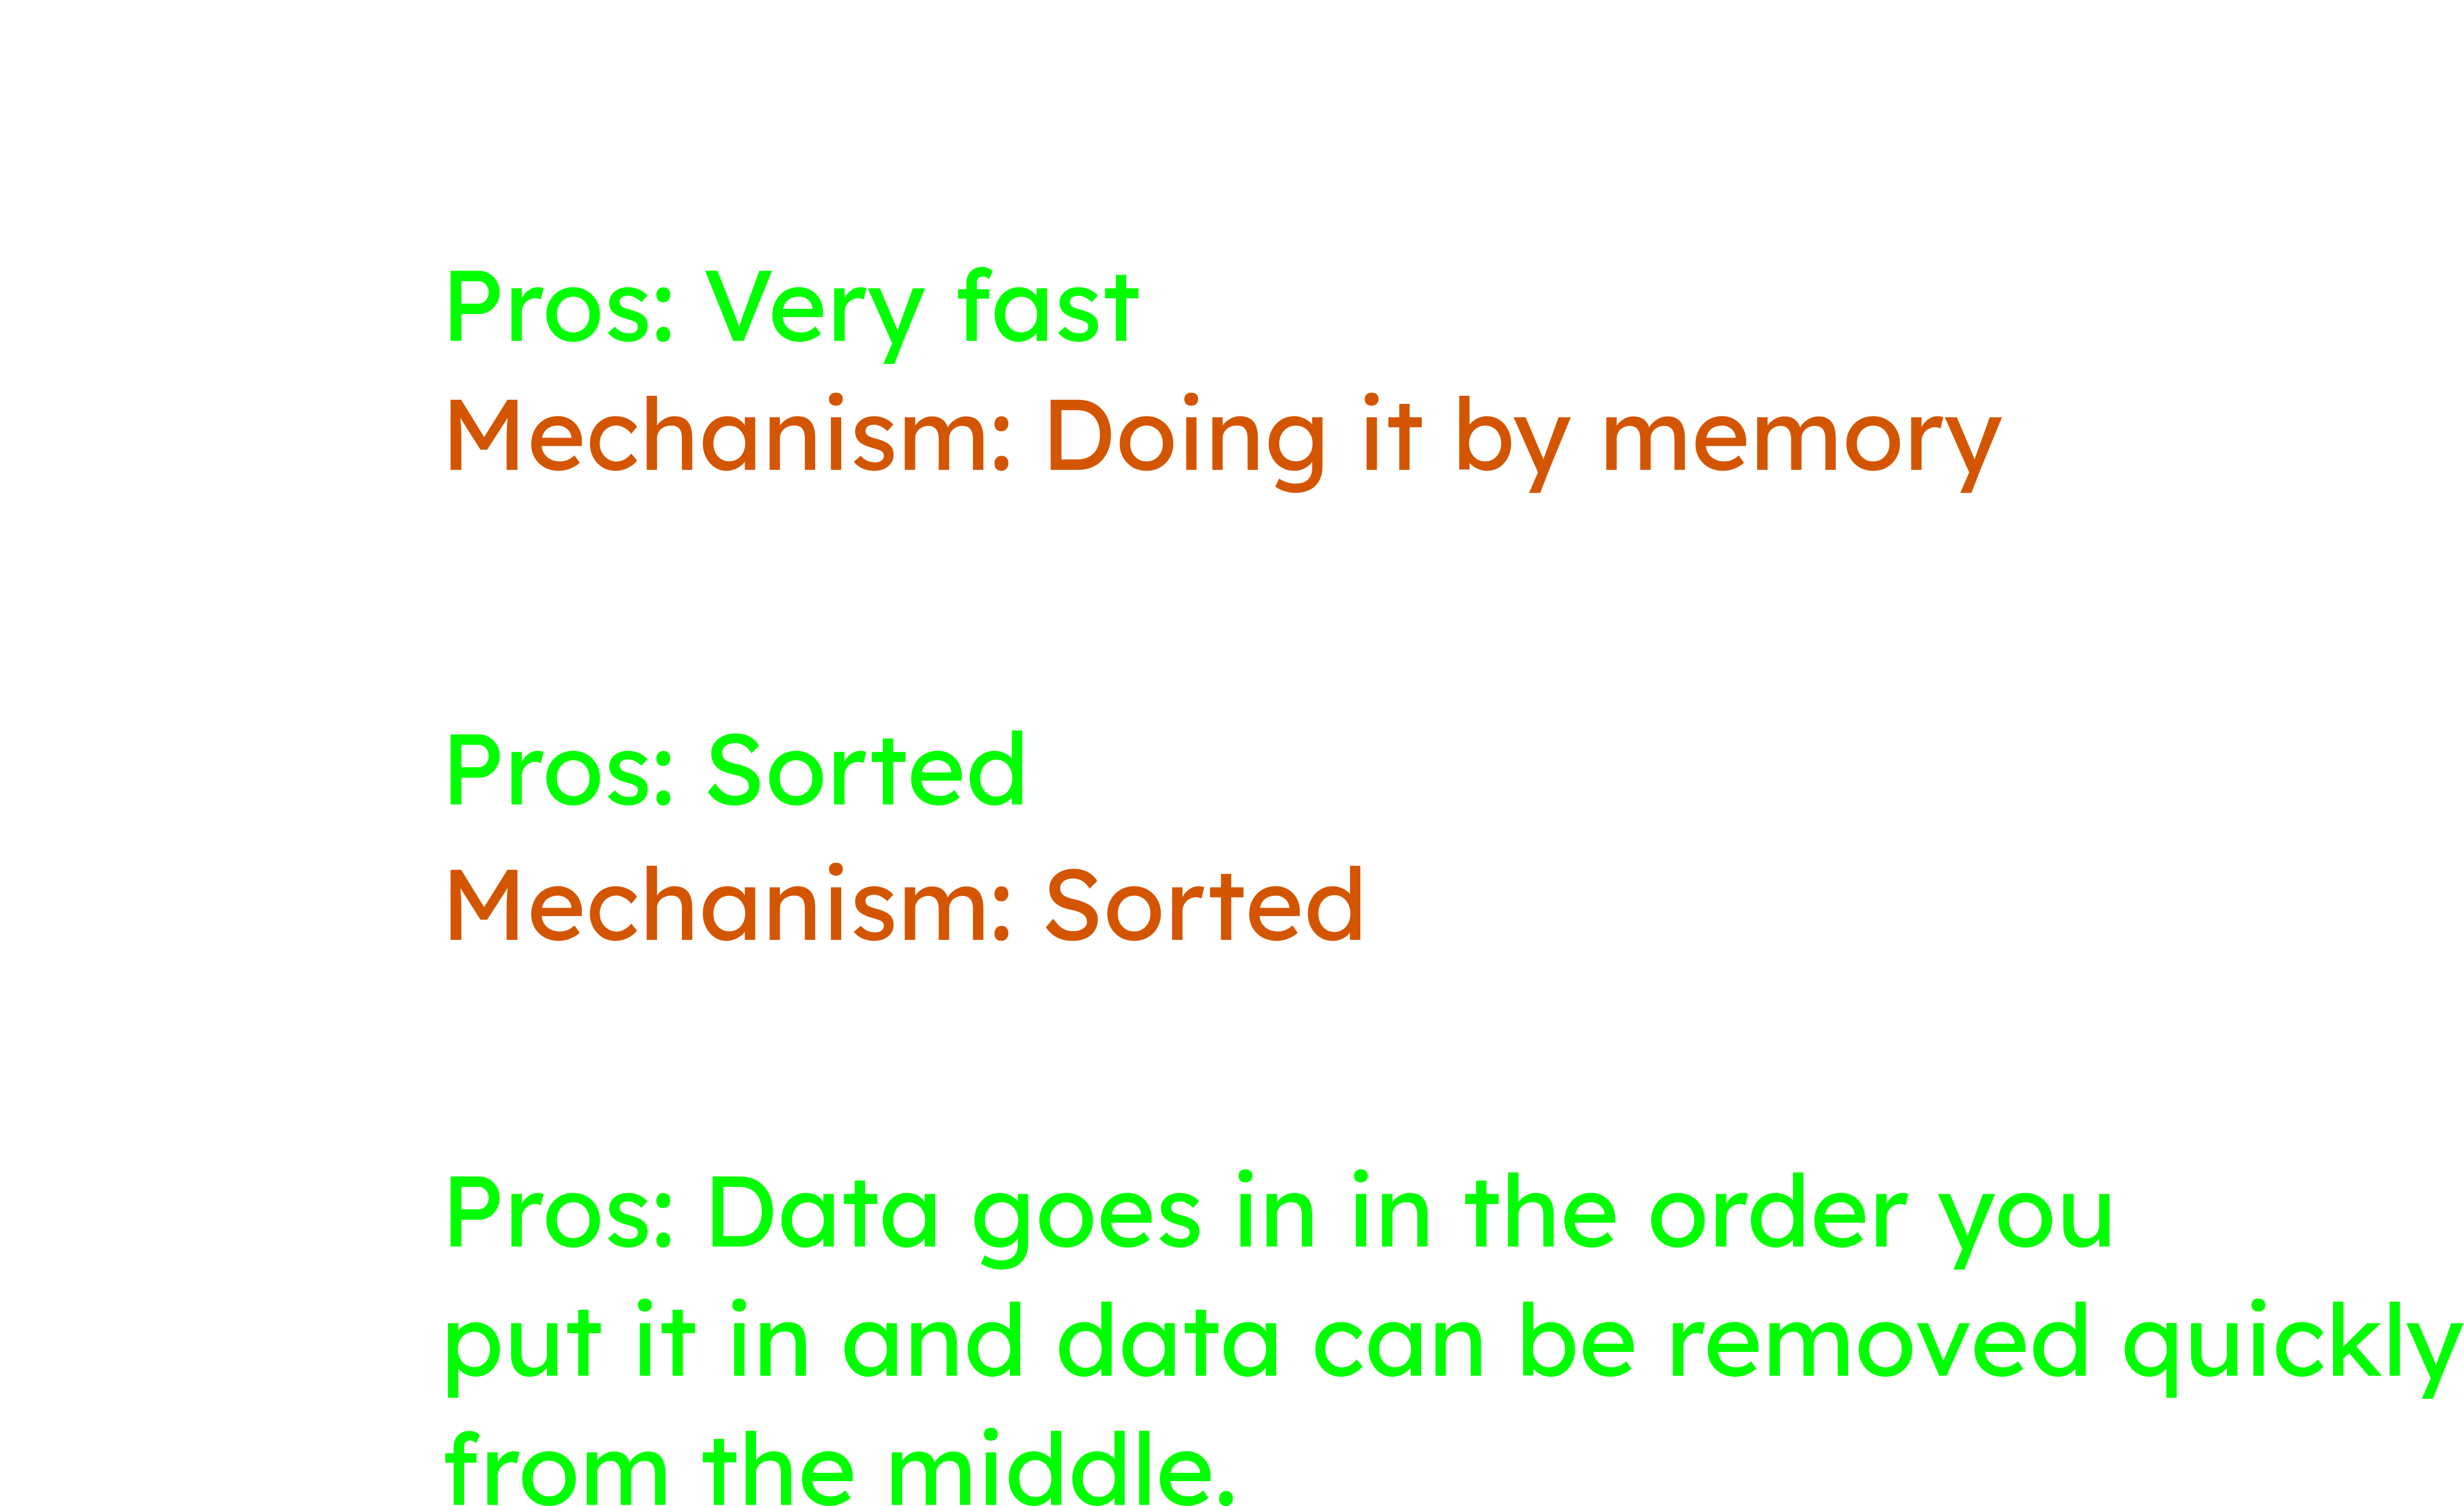 Pros: Very fast
Mechanism: Doing it by memory
Pros: Sorted
Mechanism: Sorted
Pros: Data goes in in the order you
put it in and data can be removed quickly
from the middle.